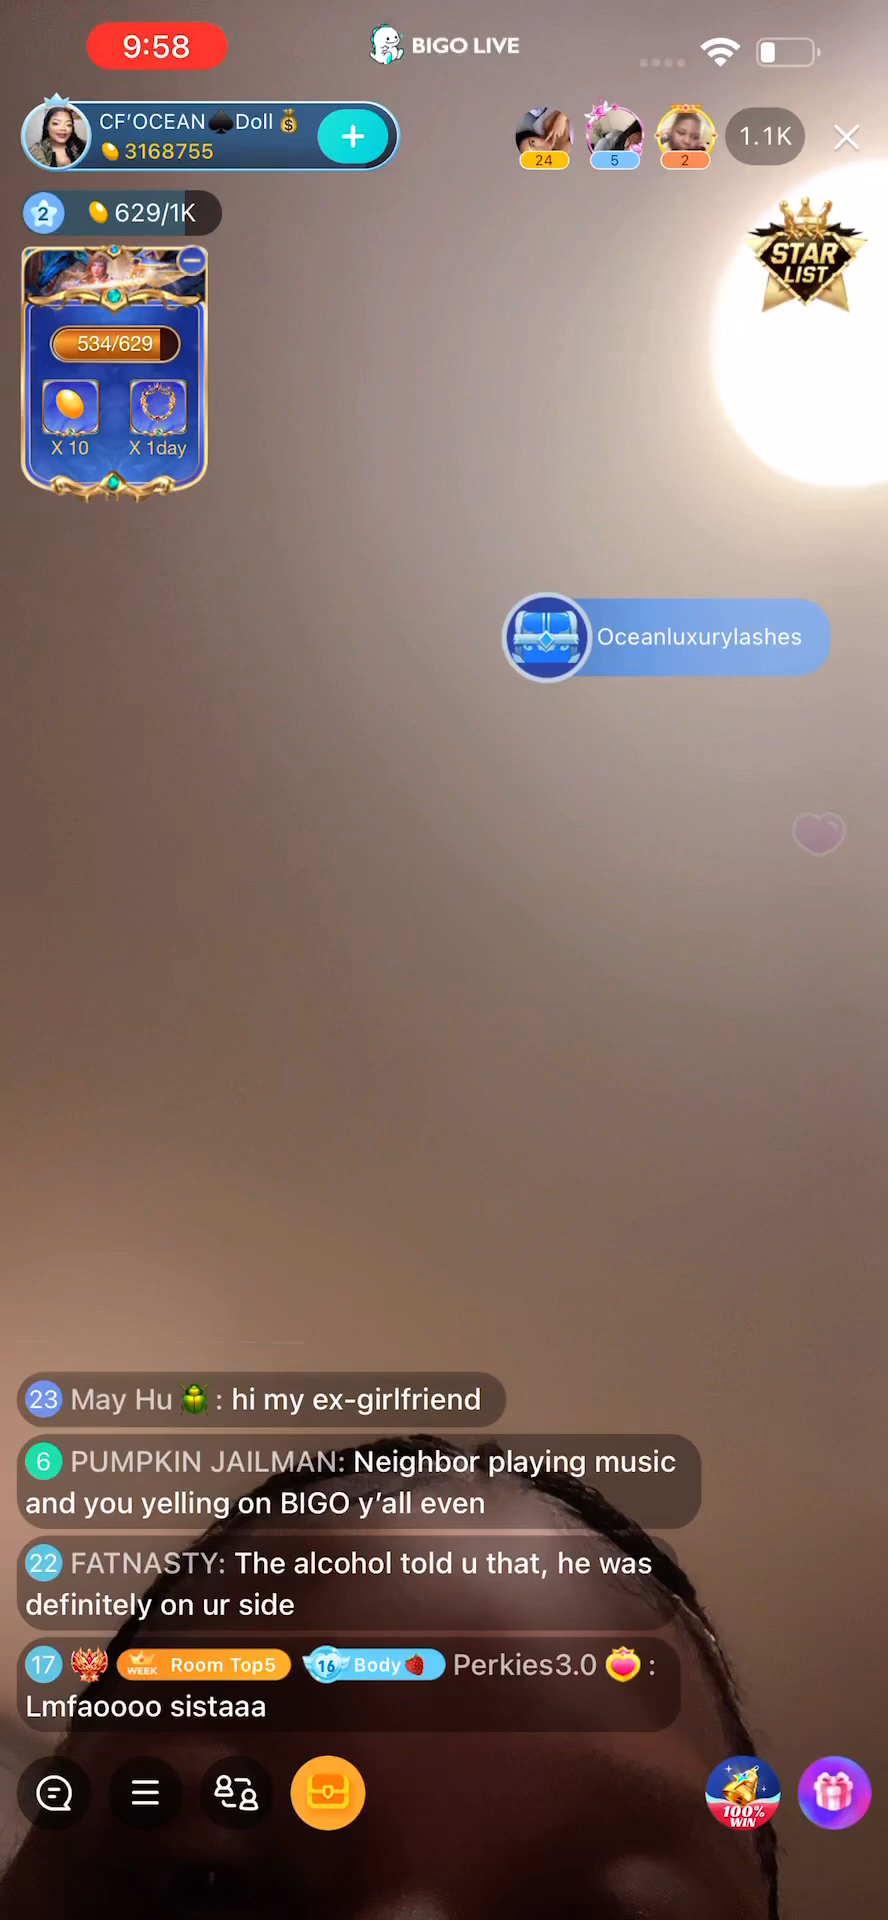 9:58
BIGO LIVE
CF'OCEAN♠️Doll 💰
3168755
24
5
2
1.1K
2
629/1K
STAR
LIST
534/629
X 10
X 1day
Oceanluxurylashes
23 May Hu🪲: hi my ex-girlfriend
6 PUMPKIN JAILMAN: Neighbor playing music
and you yelling on BIGO y'all even
22 FATNASTY: The alcohol told u that, he was
definitely on ur side
17 WEEK Room Top5 16 Body🍓 Perkies3.0 :
Lmfaoooo sistaaa
100%
WIN